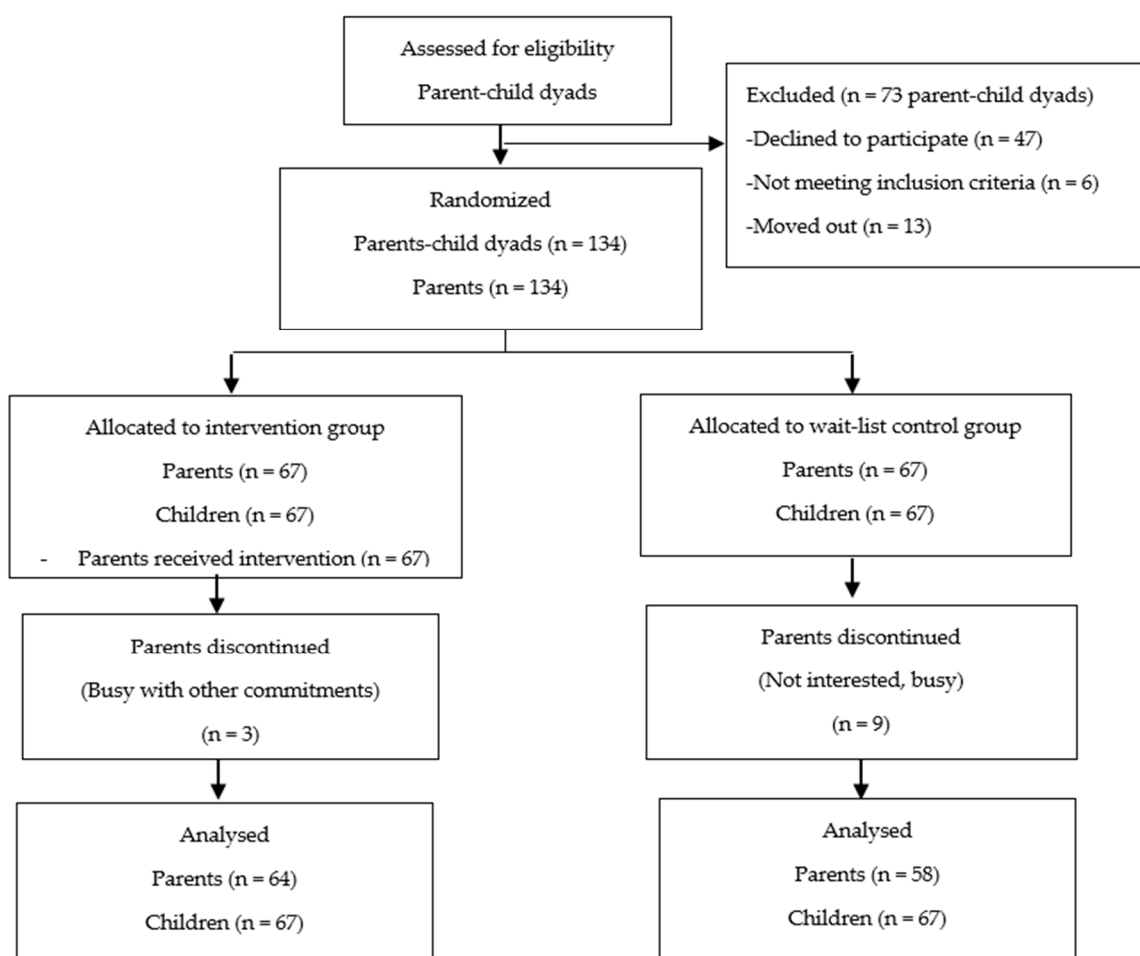 Assessed for eligibility
Parent-child dyads
Excluded (n = 73 parent-child dyads)
-Declined to participate (n = 47)
-Not meeting inclusion criteria (n = 6)
-Moved out (n = 13)
Randomized
Parents-child dyads (n = 134)
Parents (n = 134)
Allocated to intervention group
Parents (n = 67)
Children (n = 67)
- Parents received intervention (n = 67)
Allocated to wait-list control group
Parents (n = 67)
Children (n = 67)
Parents discontinued
(Busy with other commitments)
(n = 3)
Parents discontinued
(Not interested, busy)
(n = 9)
Analysed
Parents (n = 64)
Children (n = 67)
Analysed
Parents (n = 58)
Children (n = 67)